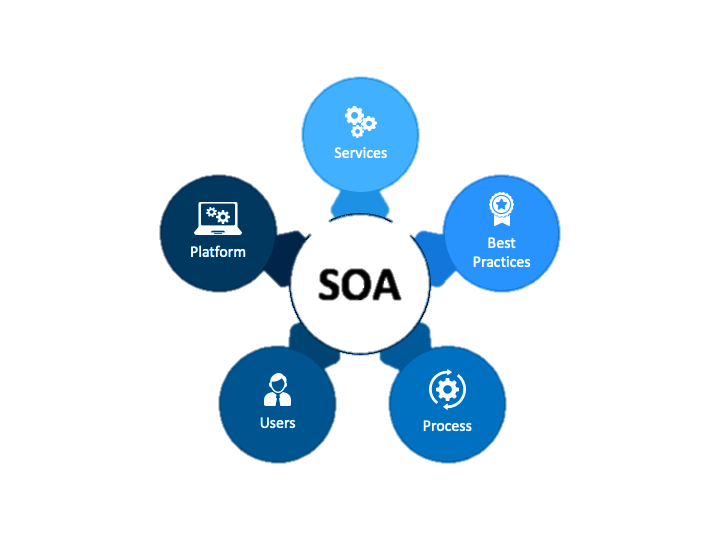 Services
Platform
Best
Practices
SOA
Users
Process